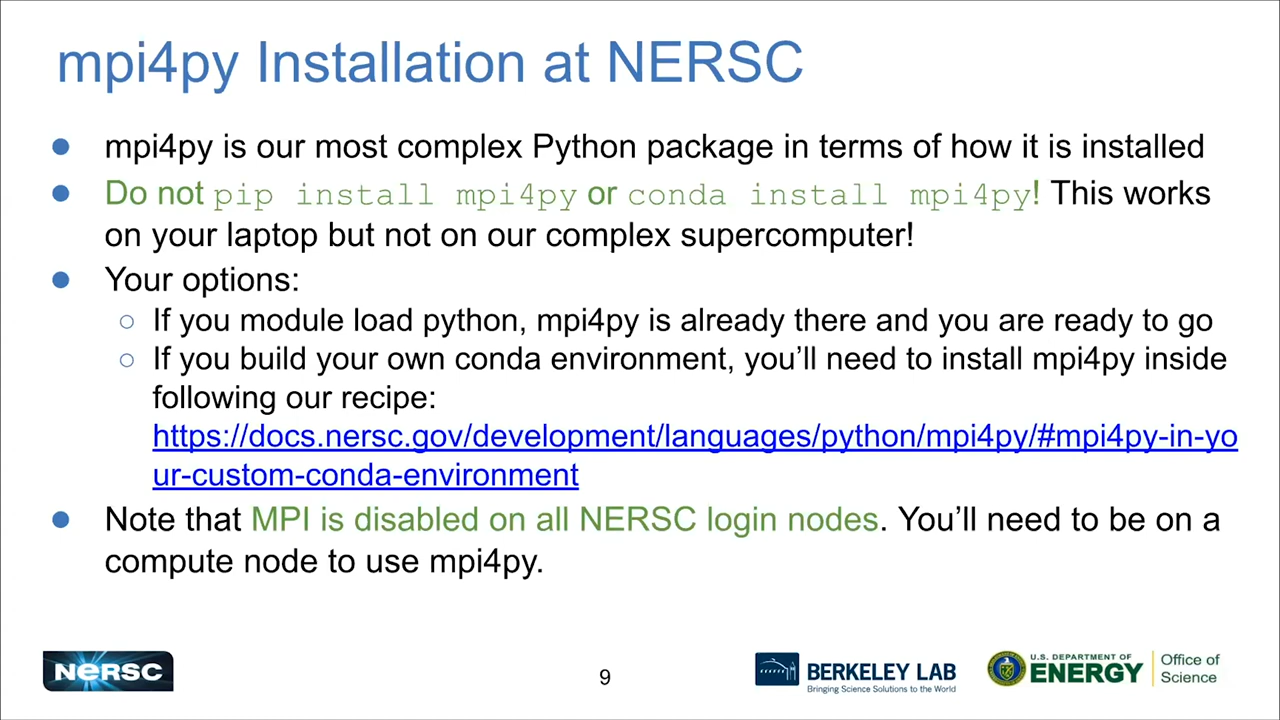 mpi4py Installation at NERSC
● mpi4py is our most complex Python package in terms of how it is installed
● Do not pip install mpi4py or conda install mpi4py! This works
on your laptop but not on our complex supercomputer!
● Your options:
○ If you module load python, mpi4py is already there and you are ready to go
○ If you build your own conda environment, you’ll need to install mpi4py inside
following our recipe:
https://docs.nersc.gov/development/languages/python/mpi4py/#mpi4py-in-yo
ur-custom-conda-environment
● Note that MPI is disabled on all NERSC login nodes. You’ll need to be on a
compute node to use mpi4py.
NERSC
9
BERKELEY LAB
Bringing Science Solutions to the World
U.S. DEPARTMENT OF
ENERGY
Office of
Science